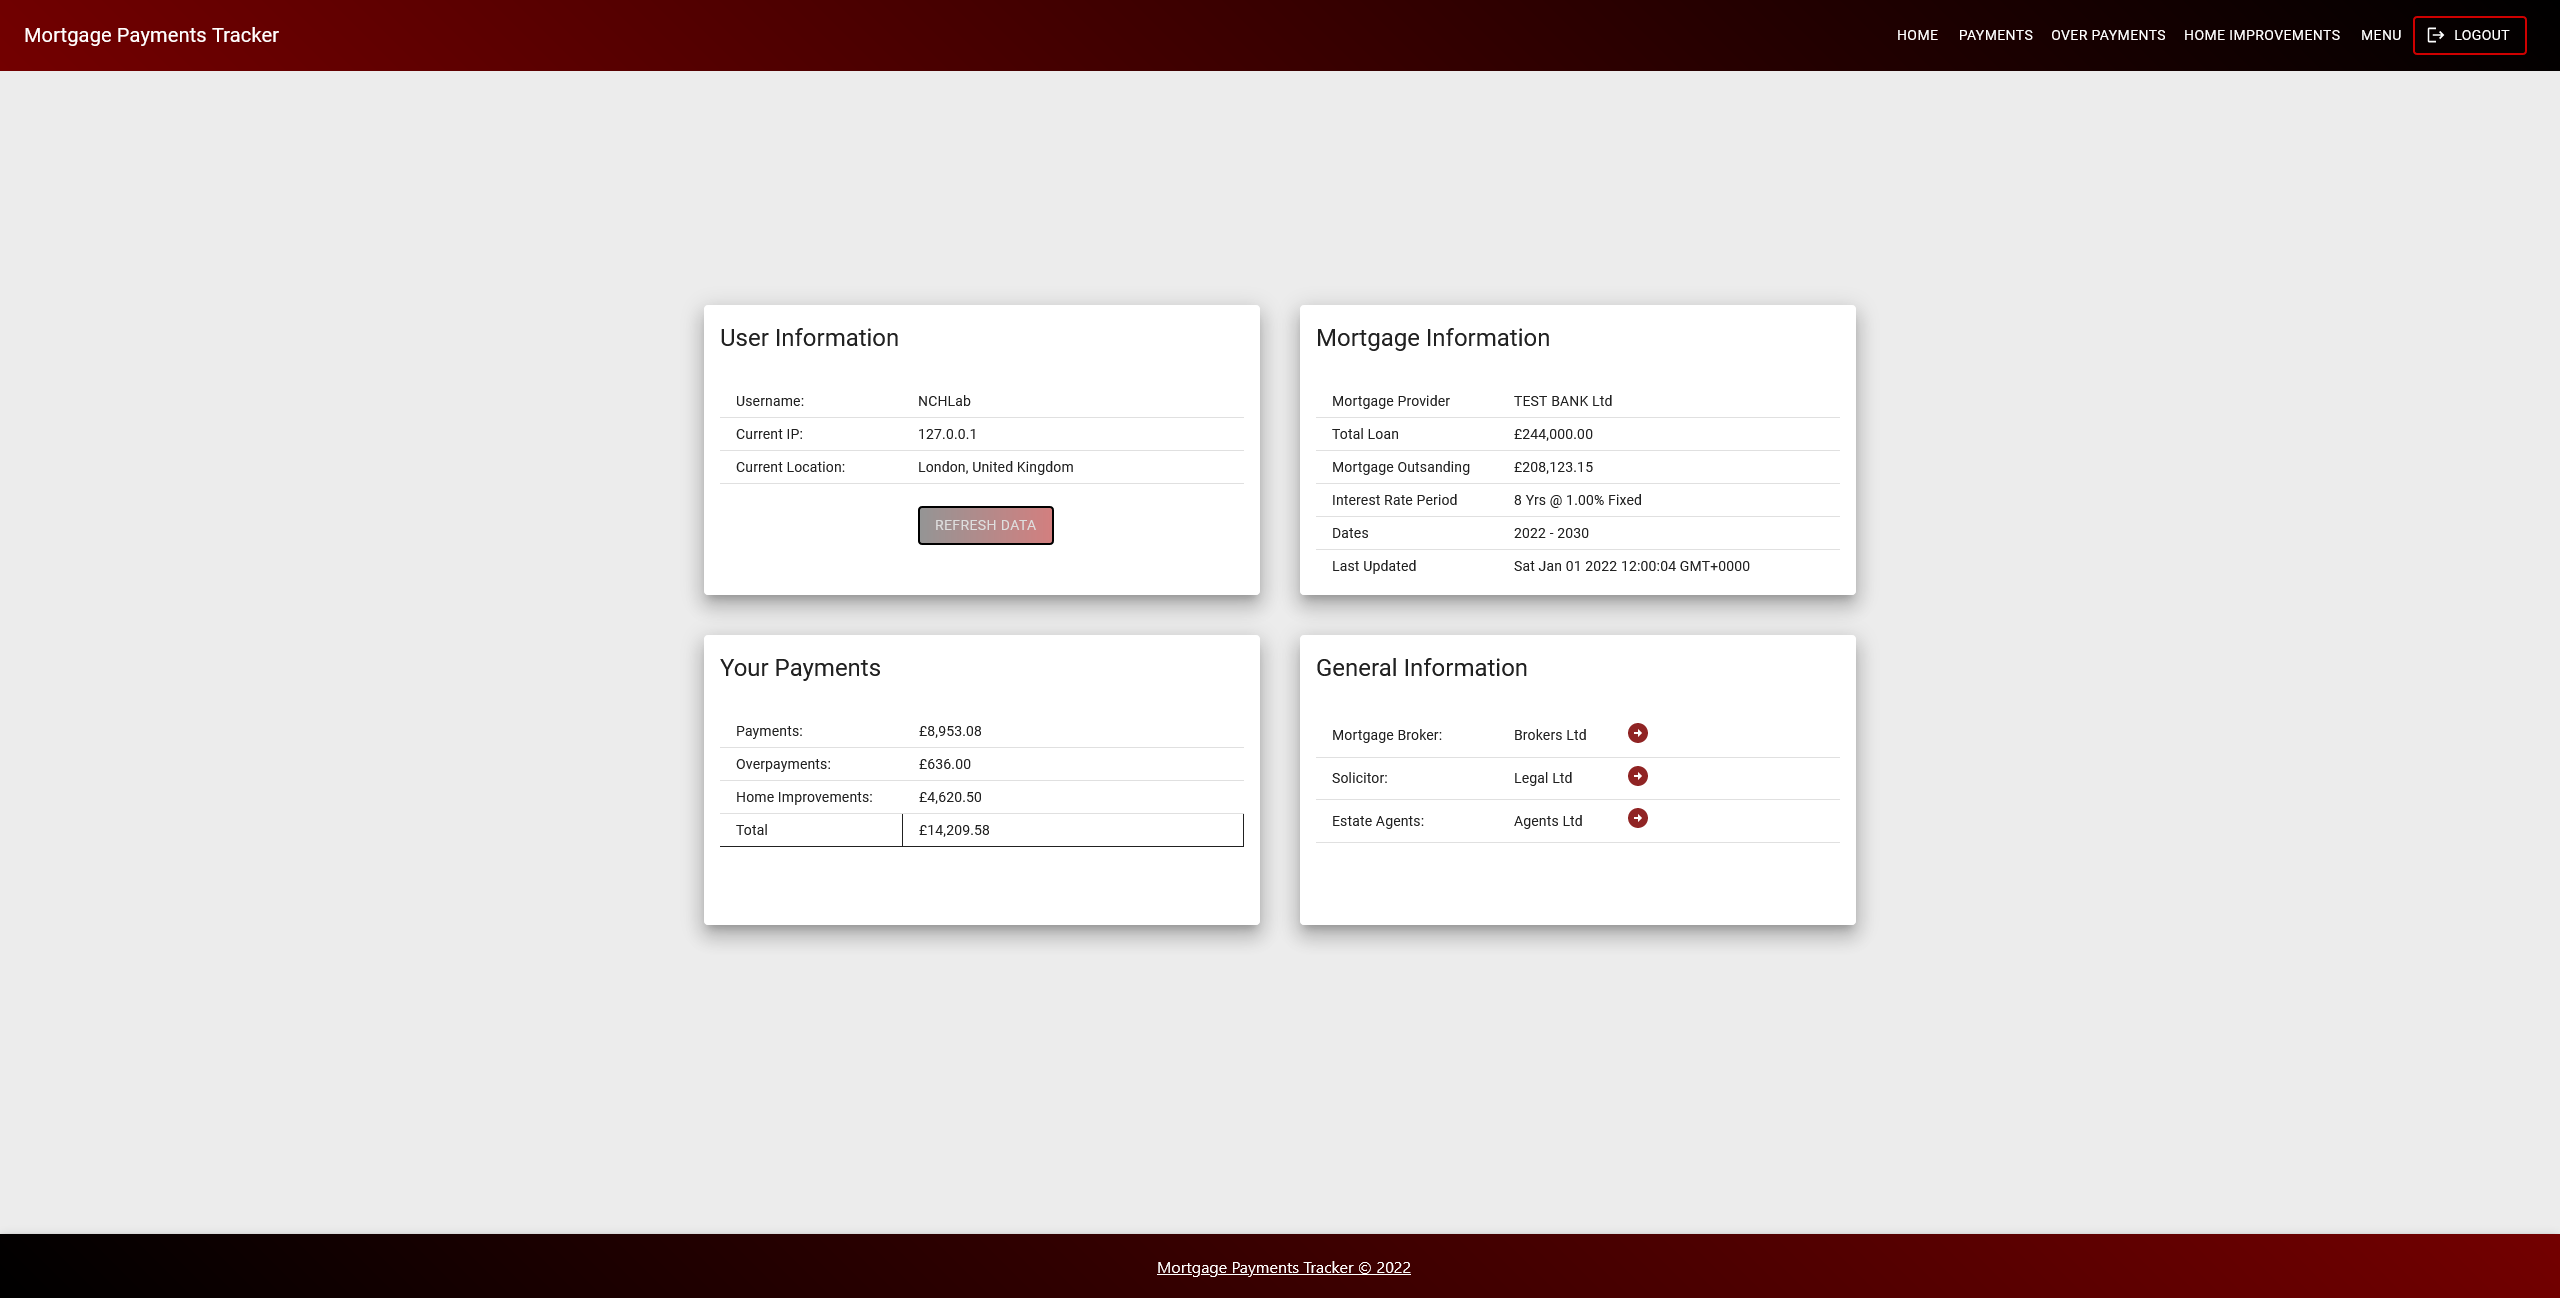 Mortgage Payments Tracker
HOME PAYMENTS OVER PAYMENTS HOME IMPROVEMENTS MENU LOGOUT
User Information
Username: NCHLab
Current IP: 127.0.0.1
Current Location: London, United Kingdom
REFRESH DATA
Mortgage Information
Mortgage Provider TEST BANK Ltd
Total Loan £244,000.00
Mortgage Outsanding £208,123.15
Interest Rate Period 8 Yrs @ 1.00% Fixed
Dates 2022 - 2030
Last Updated Sat Jan 01 2022 12:00:04 GMT+0000
Your Payments
Payments: £8,953.08
Overpayments: £636.00
Home Improvements: £4,620.50
Total £14,209.58
General Information
Mortgage Broker: Brokers Ltd
Solicitor: Legal Ltd
Estate Agents: Agents Ltd
Mortgage Payments Tracker © 2022